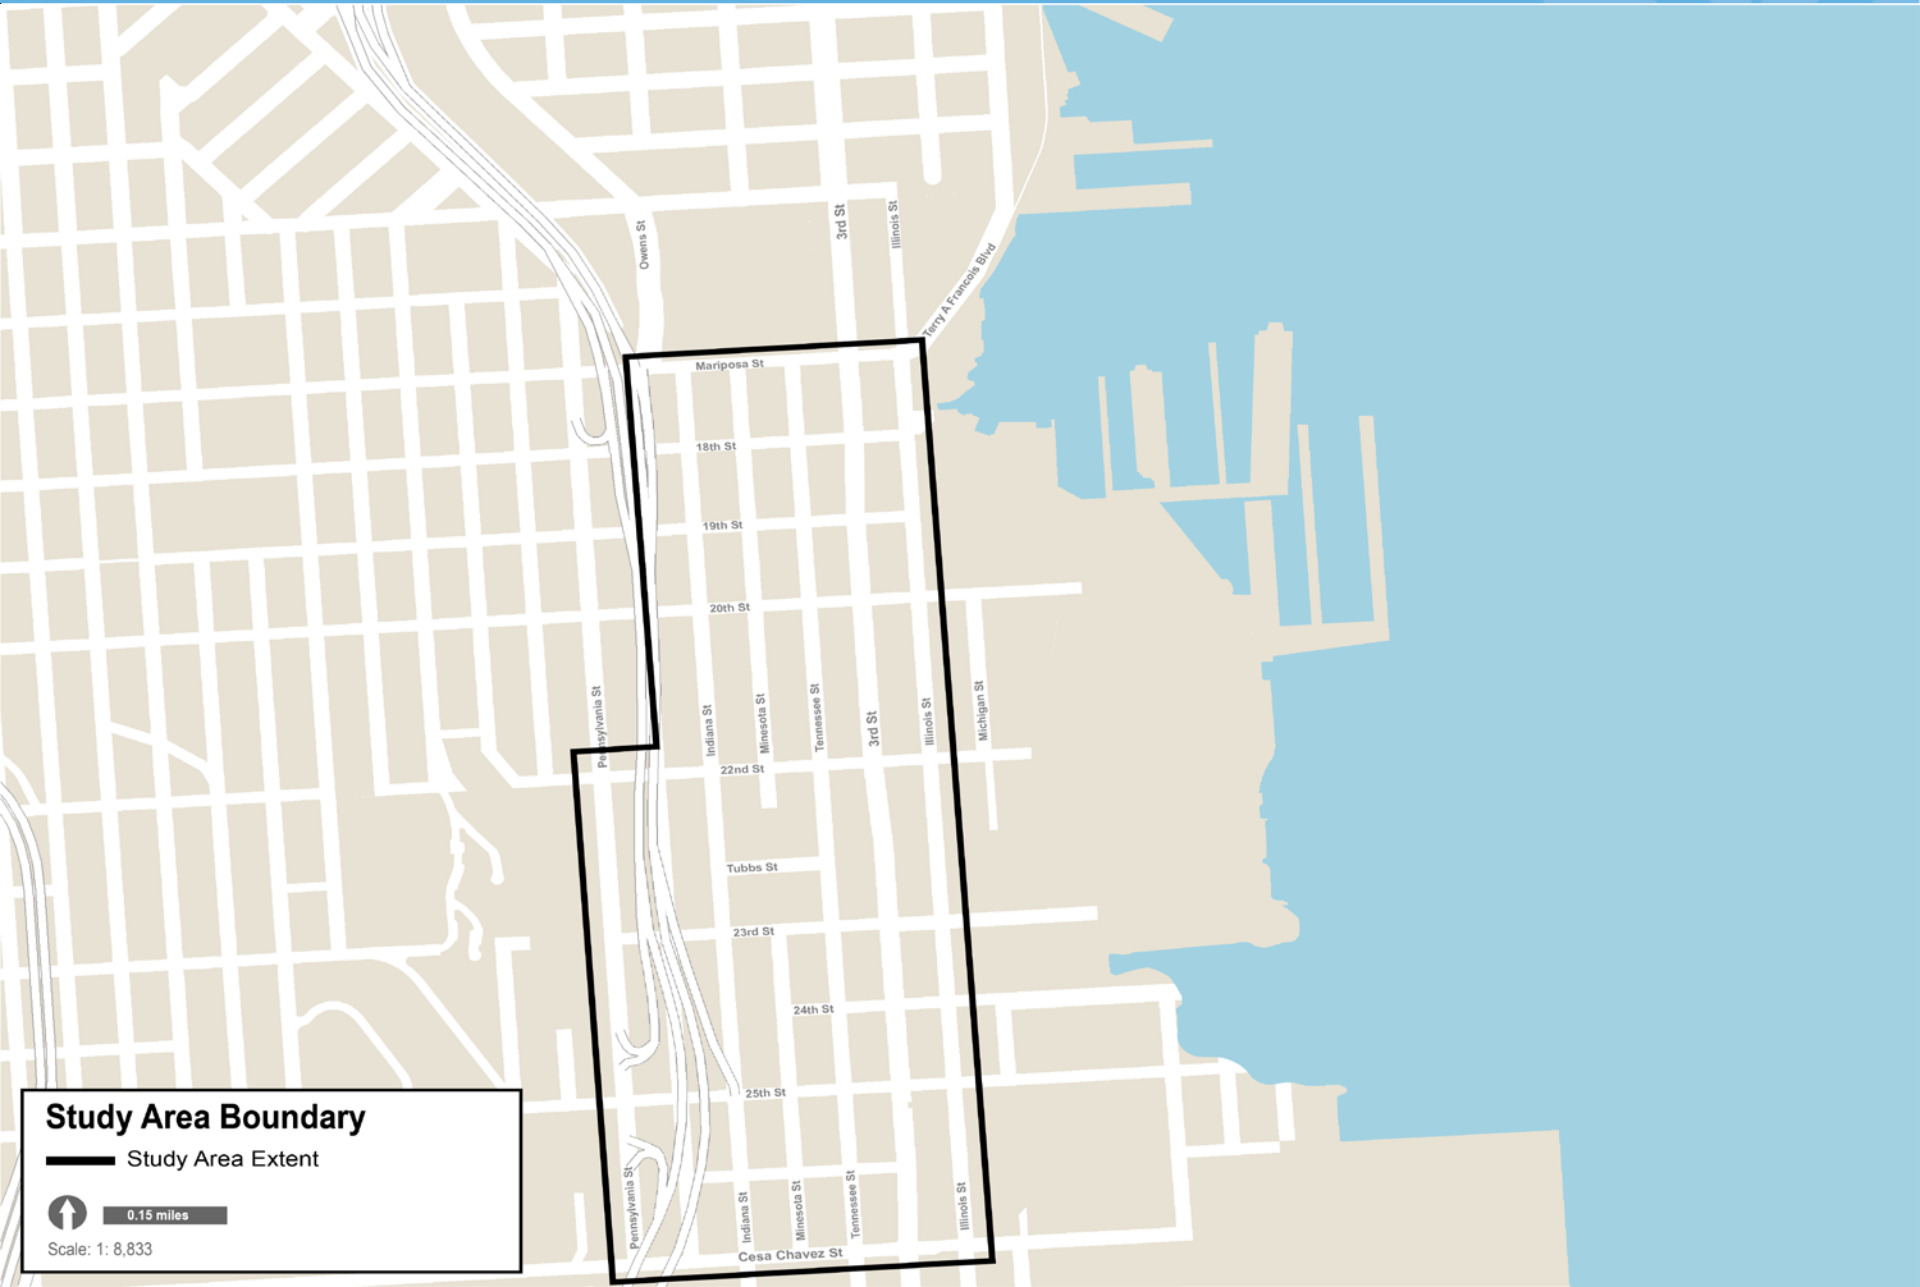 Owens St
3rd St
Illinois St
Terry A Francois Blvd
Mariposa St
18th St
19th St
20th St
Pennsylvania St
Indiana St
Minesota St
Tennessee St
3rd St
Illinois St
Michigan St
22nd St
Tubbs St
23rd St
24th St
25th St
Pennsylvania St
Indiana St
Minesota St
Tennessee St
Illinois St
Cesa Chavez St
Study Area Boundary
Study Area Extent
0.15 miles
Scale: 1: 8,833